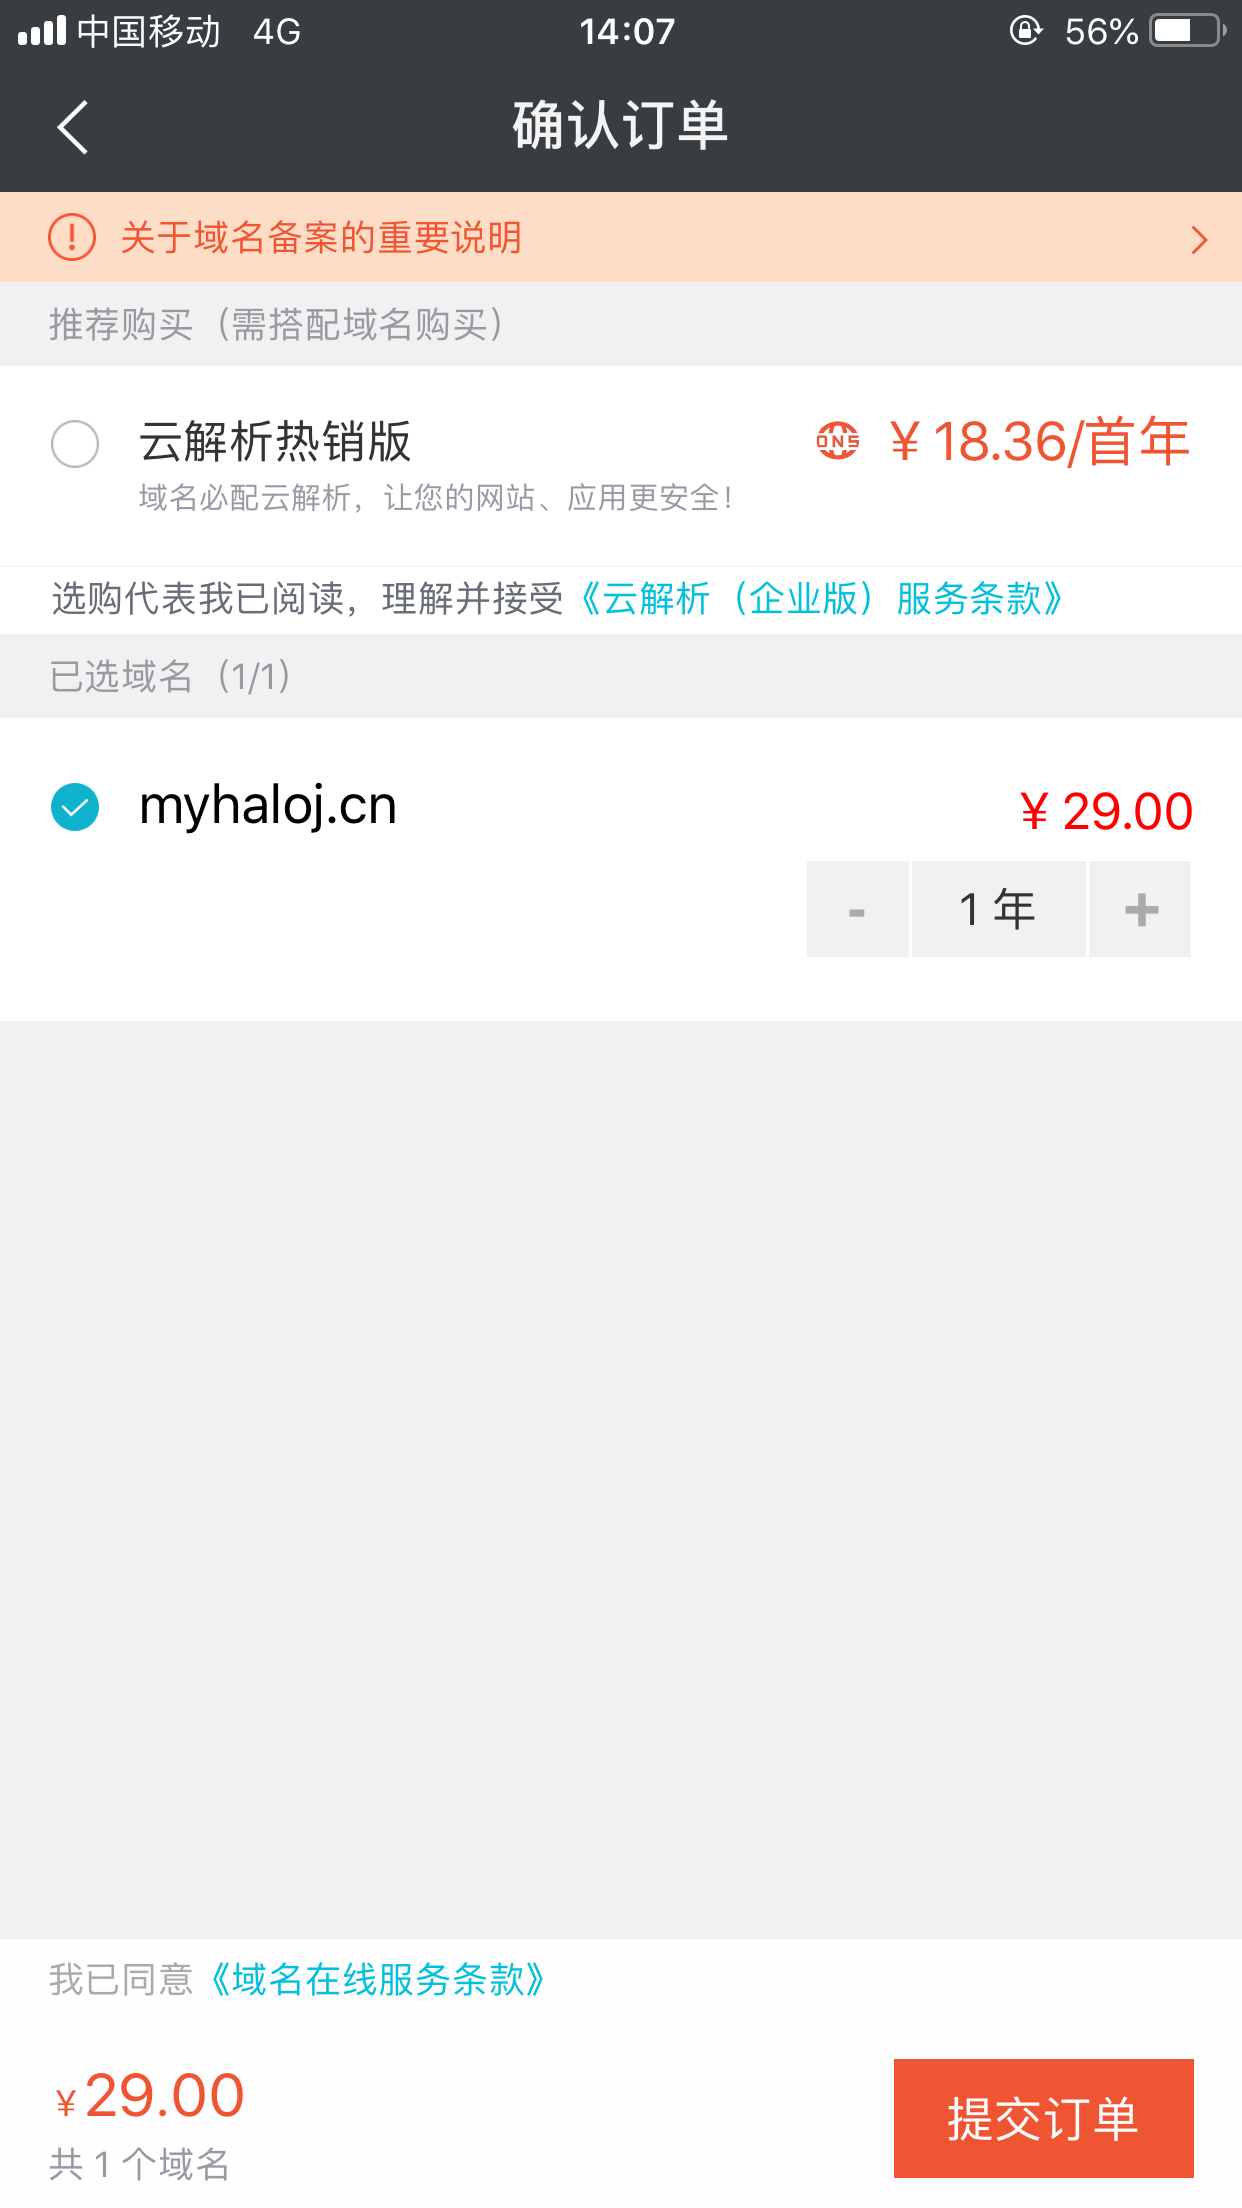 中国移动 4G 14:07 56%
确认订单
关于域名备案的重要说明
推荐购买（需搭配域名购买）
云解析热销版 ¥ 18.36/首年
域名必配云解析，让您的网站、应用更安全！
选购代表我已阅读，理解并接受《云解析（企业版）服务条款》
已选域名（1/1）
myhaloj.cn ¥ 29.00
- 1 年 +
我已同意《域名在线服务条款》
¥ 29.00
共 1 个域名
提交订单